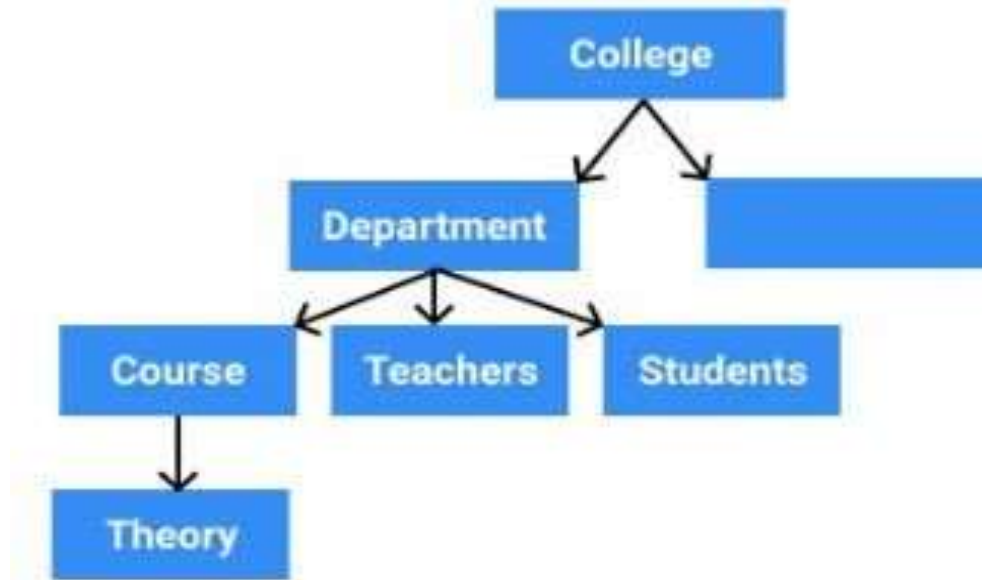 College
Department
Course
Teachers
Students
Theory